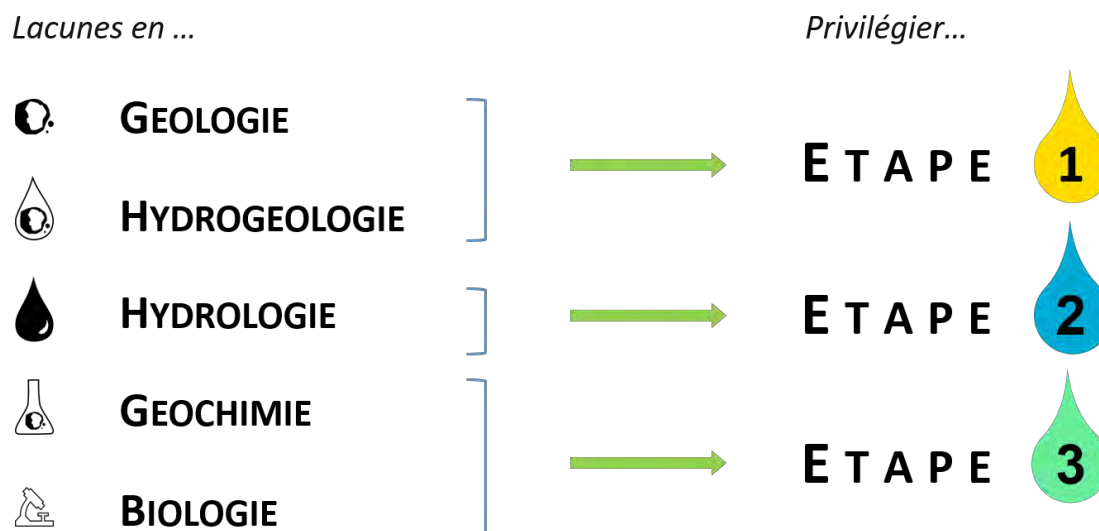 Lacunes en ...
Privilégier...
GEOLOGIE
HYDROGEOLOGIE
ETAPE 1
HYDROLOGIE
ETAPE 2
GEOCHIMIE
BIOLOGIE
ETAPE 3